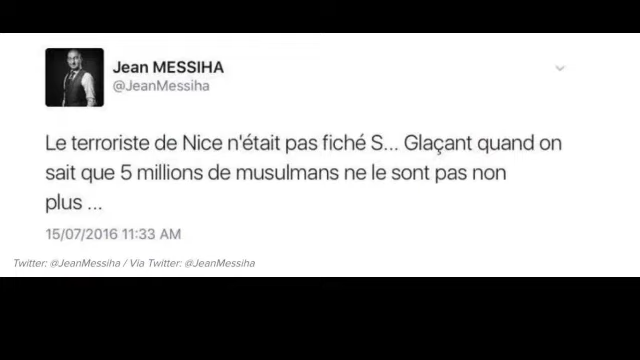 Jean MESSIHA
@JeanMessiha
Le terroriste de Nice n'était pas fiché S... Glaçant quand on
sait que 5 millions de musulmans ne le sont pas non
plus ...
15/07/2016 11:33 AM
Twitter: @JeanMessiha / Via Twitter: @JeanMessiha